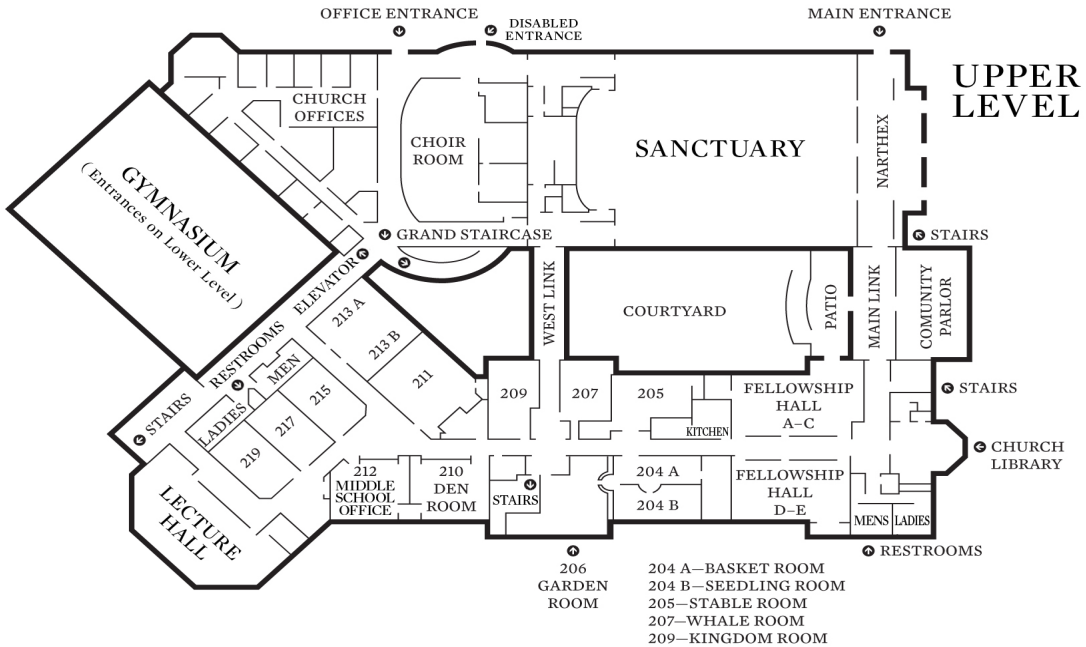 OFFICE ENTRANCE
DISABLED
ENTRANCE
MAIN ENTRANCE
UPPER
LEVEL
CHURCH
OFFICES
CHOIR
ROOM
SANCTUARY
NARTHEX
GYMNASIUM
( Entrances on Lower Level )
GRAND STAIRCASE
STAIRS
ELEVATOR
WEST LINK
COURTYARD
PATIO
MAIN LINK
COMUNITY
PARLOR
213 A
213 B
211
RESTROOMS
MEN
LADIES
215
217
219
STAIRS
209
207
205
KITCHEN
FELLOWSHIP
HALL
A–C
STAIRS
CHURCH
LIBRARY
LECTURE
HALL
212
MIDDLE
SCHOOL
OFFICE
210
DEN
ROOM
STAIRS
204 A
204 B
FELLOWSHIP
HALL
D–E
MENS
LADIES
RESTROOMS
206
GARDEN
ROOM
204 A—BASKET ROOM
204 B—SEEDLING ROOM
205—STABLE ROOM
207—WHALE ROOM
209—KINGDOM ROOM